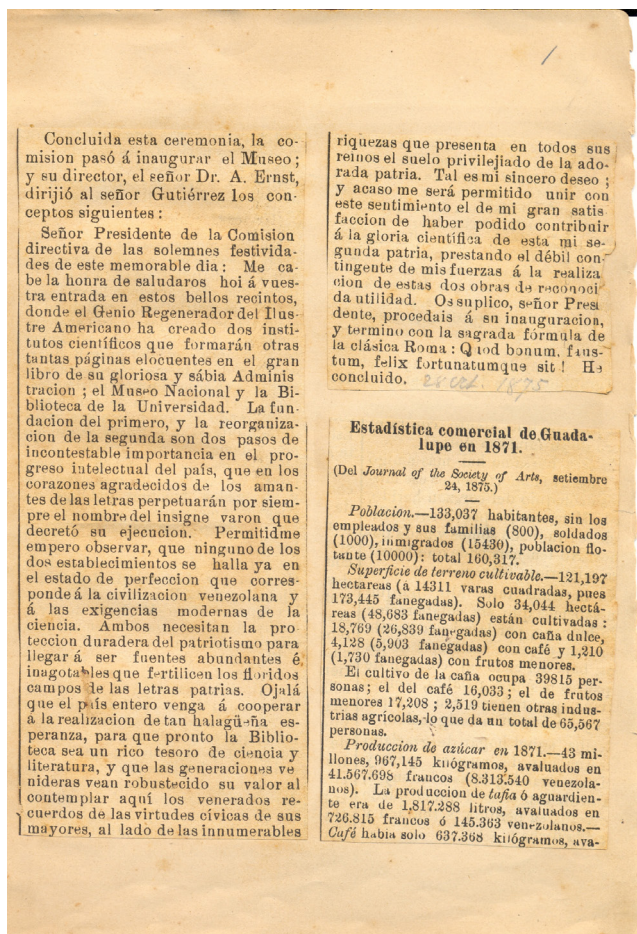 1
Concluida esta ceremonia, la co-
mision pasó á inaugurar el Museo;
y su director, el señor Dr. A. Ernst,
dirijió al señor Gutiérrez los con-
ceptos siguientes:
Señor Presidente de la Comision
directiva de las solemnes festivida-
des de este memorable dia: Me ca-
be la honra de saludaros hoi á vues-
tra entrada en estos bellos recintos,
donde el Genio Regenerador del Ilus-
tre Americano ha creado dos insti-
tutos científicos que formarán otras
tantas páginas elocuentes en el gran
libro de su gloriosa y sábia Adminis
tracion; el Museo Nacional y la Bi-
blioteca de la Universidad. La fun-
dacion del primero, y la reorganiza-
cion de la segunda son dos pasos de
incontestable importancia en el pro-
greso intelectual del país, que en los
corazones agradecidos de los aman-
tes de las letras perpetuarán por siem-
pre el nombre del insigne varon que
decretó su ejecucion. Permitidme
empero observar, que ninguno de los
dos establecimientos se halla ya en
el estado de perfeccion que corres-
ponde á la civilizacion venezolana y
á las exigencias modernas de la
ciencia. Ambos necesitan la pro-
teccion duradera del patriotismo para
llegar á ser fuentes abundantes é
inagotables que fertilicen los floridos
campos de las letras patrias. Ojalá
que el país entero venga á cooperar
á la realizacion de tan halagüeña es-
peranza, para que pronto la Biblio-
teca sea un rico tesoro de ciencia y
literatura, y que las generaciones ve
nideras vean robustecido su valor al
contemplar aquí los venerados re-
cuerdos de las virtudes cívicas de sus
mayores, al lado de las innumerables
riquezas que presenta en todos sus
reinos el suelo privilejiado de la ado-
rada patria. Tal es mi sincero deseo;
y acaso me será permitido unir con
este sentimiento el de mi gran satis
faccion de haber podido contribuir
á la gloria científica de esta mi se-
gunda patria, prestando el débil con-
tingente de mis fuerzas á la realiza
cion de estas dos obras de reconoci
da utilidad. Os suplico, señor Presi
dente, procedais á su inauguracion,
y termino con la sagrada fórmula de
la clásica Roma: Quod bonum, faus-
tum, felix fortunatumque sit! He
concluido. 28 oct. 1875
Estadística comercial de Guada-
lupe en 1871.
(Del Journal of the Society of Arts, setiembre
24, 1875.)
Poblacion.—133,037 habitantes, sin los
empleados y sus familias (800), soldados
(1000), inmigrados (15430), poblacion flo-
tante (10000): total 160,317.
Superficie de terreno cultivable.—121,197
hectareas (a 14311 varas cuadradas, pues
173,445 fanegadas). Solo 34,044 hectá-
reas (48,683 fanegadas) están cultivadas:
18,769 (26,839 fanegadas) con caña dulce,
4,128 (5,903 fanegadas) con café y 1,210
(1,730 fanegadas) con frutos menores.
El cultivo de la caña ocupa 39815 per-
sonas; el del café 16,033; el de frutos
menores 17,208; 2,519 tienen otras indus-
trias agrícolas, lo que da un total de 65,567
personas.
Produccion de azúcar en 1871.—43 mi-
llones, 967,145 kilógramos, avaluados en
41.567.698 francos (8.313.540 venezola-
nos). La produccion de tafia ó aguardien-
te era de 1,817.288 litros, avaluados en
726.815 francos ó 145.363 venezolanos.—
Café habia solo 637.368 kilógramos, ava-